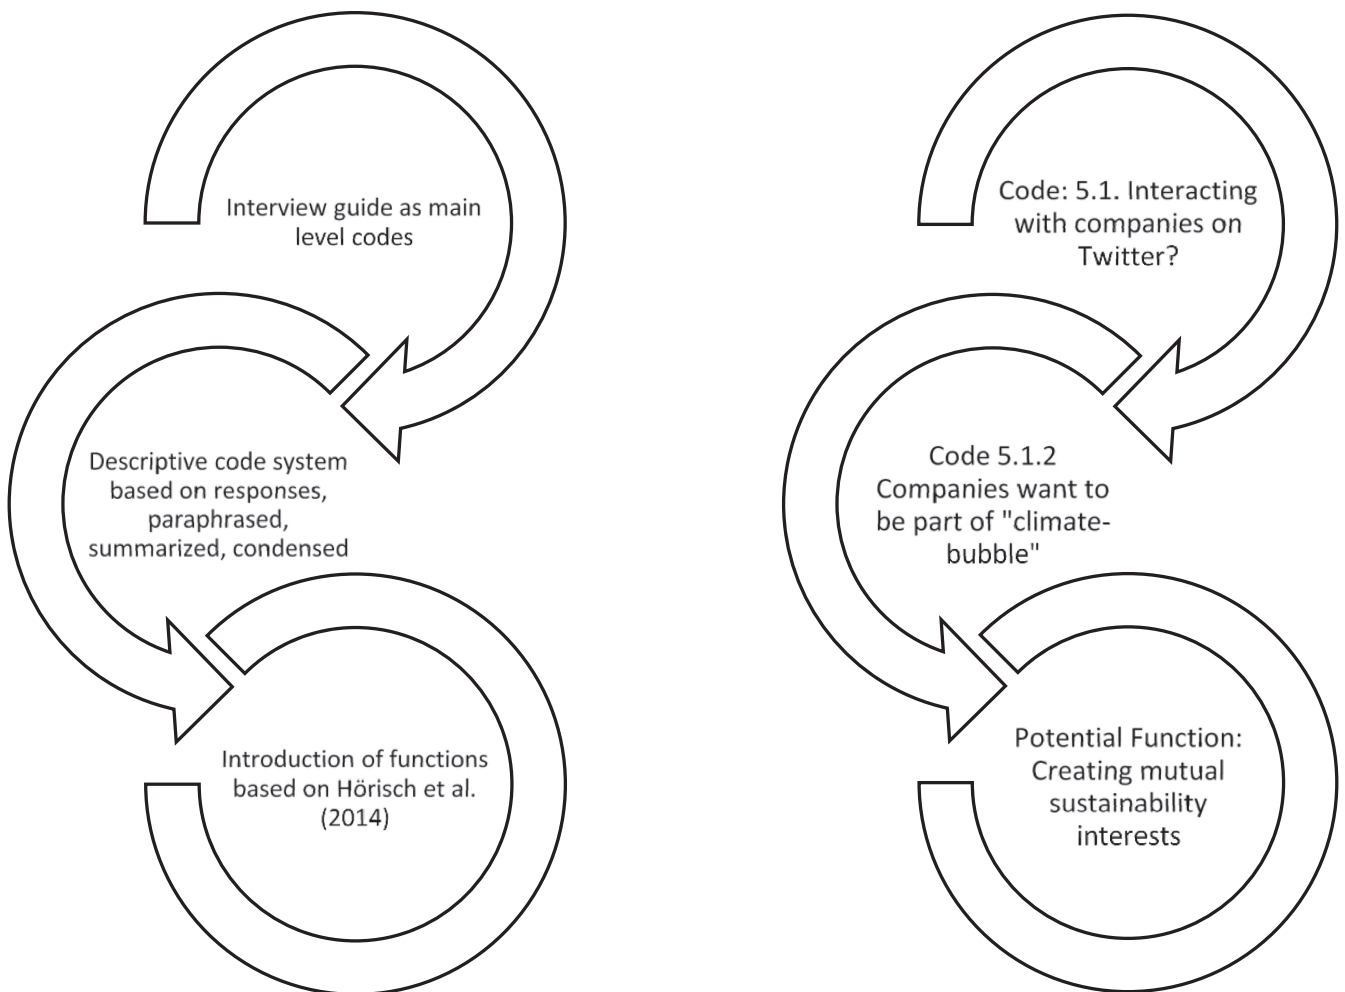 Interview guide as main
level codes
Descriptive code system
based on responses,
paraphrased,
summarized, condensed
Introduction of functions
based on Hörisch et al.
(2014)
Code: 5.1. Interacting
with companies on
Twitter?
Code 5.1.2
Companies want to
be part of "climate-
bubble"
Potential Function:
Creating mutual
sustainability
interests